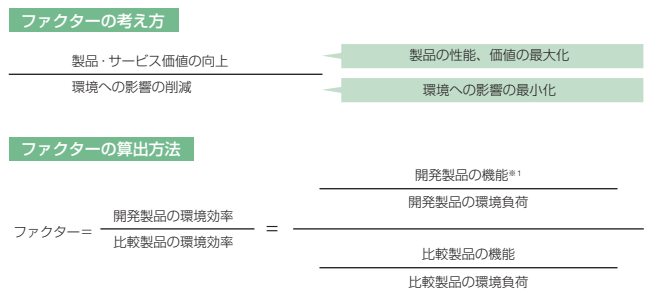 ファクターの考え方
製品・サービス価値の向上
製品の性能、価値の最大化
環境への影響の削減
環境への影響の最小化
ファクターの算出方法
ファクター＝
開発製品の環境効率
比較製品の環境効率
＝
開発製品の機能※1
開発製品の環境負荷
比較製品の機能
比較製品の環境負荷